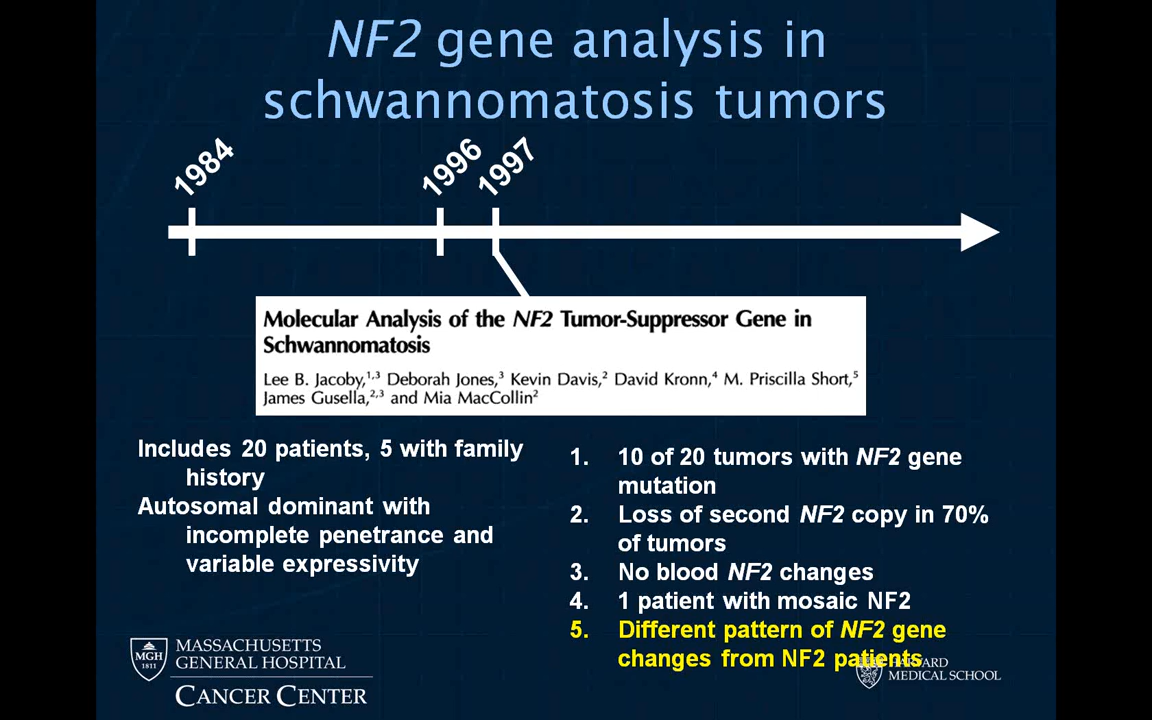 NF2 gene analysis in
schwannomatosis tumors
1984
1996
1997
Molecular Analysis of the NF2 Tumor-Suppressor Gene in
Schwannomatosis
Lee B. Jacoby,1,3 Deborah Jones,3 Kevin Davis,2 David Kronn,4 M. Priscilla Short,5
James Gusella,2,3 and Mia MacCollin2
Includes 20 patients, 5 with family
history
Autosomal dominant with
incomplete penetrance and
variable expressivity
1. 10 of 20 tumors with NF2 gene
mutation
2. Loss of second NF2 copy in 70%
of tumors
3. No blood NF2 changes
4. 1 patient with mosaic NF2
5. Different pattern of NF2 gene
changes from NF2 patients
MGH
1811
MASSACHUSETTS
GENERAL HOSPITAL
CANCER CENTER
HARVARD
MEDICAL SCHOOL